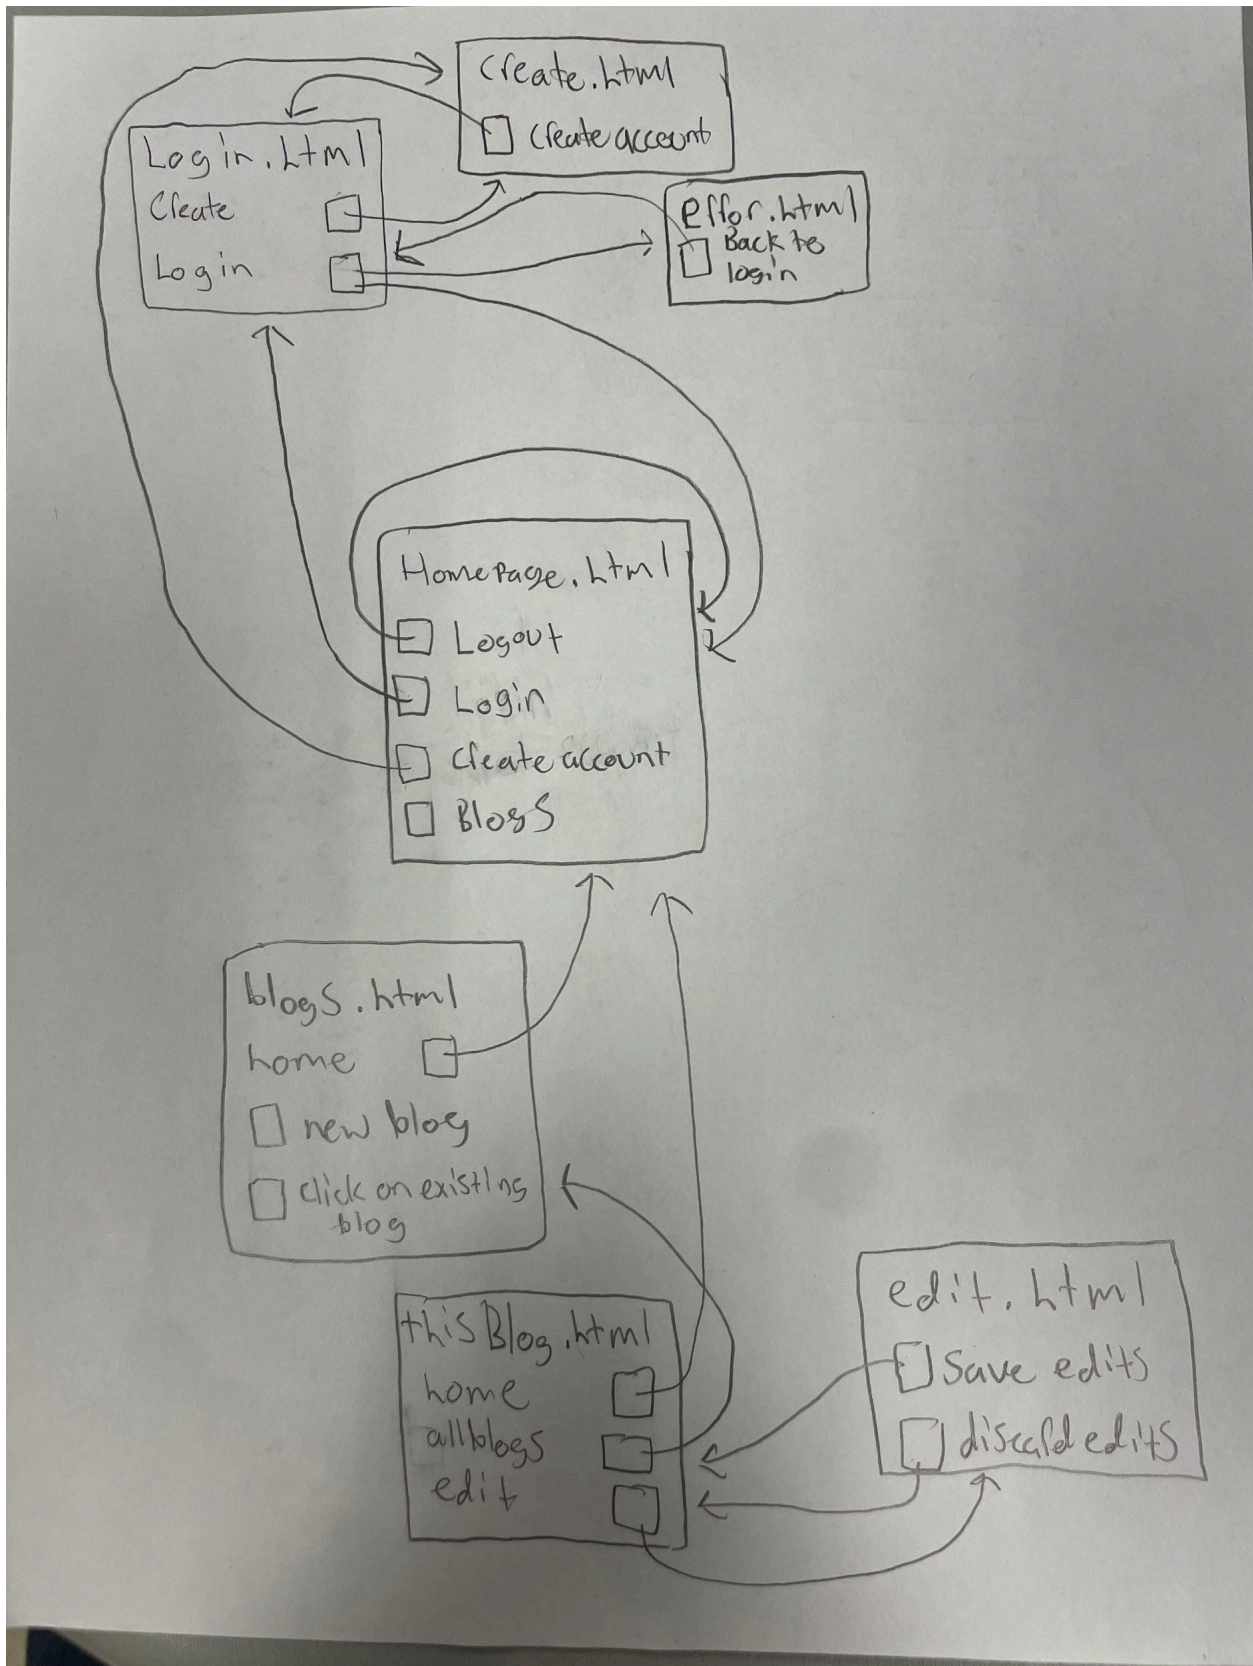 Create.html
Create account
Login.html
Create
Login
error.html
Back to
login
Homepage.html
Logout
Login
Create account
Blogs
blogs.html
home
new blog
click on existing
blog
thisBlog.html
home
allblogs
edit
edit.html
Save edits
discard edits